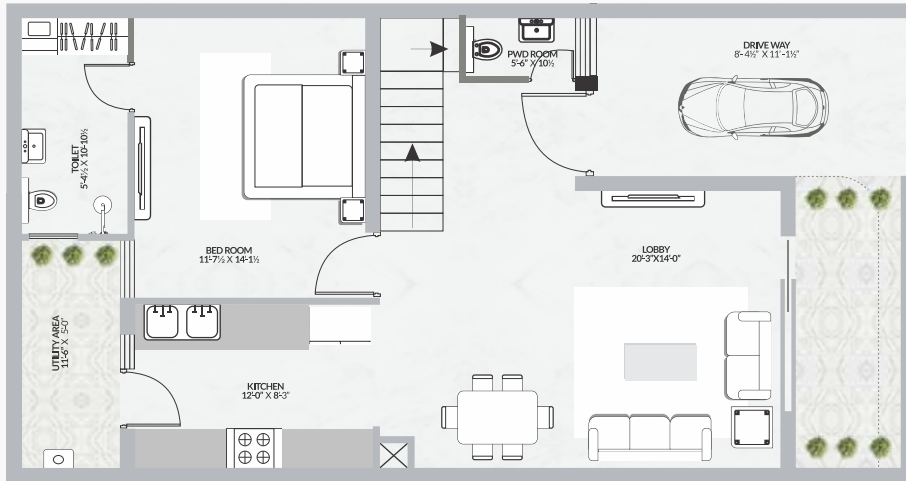 PWD ROOM
5'-6" X 10½
DRIVE WAY
8'- 4½" X 11'-1½"
TOILET
5'-4½ X 10'-10½
BED ROOM
11'-7½ X 14'-1½
LOBBY
20'-3"X14'-0"
UTILITY AREA
11'-6" X 5'-0"
KITCHEN
12'-0" X 8'-3"